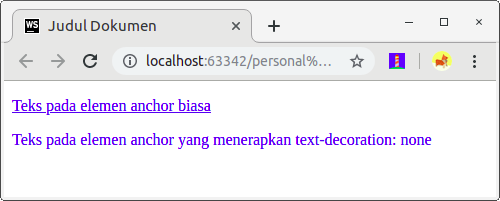 WS
Judul Dokumen
localhost:63342/personal%...
Teks pada elemen anchor biasa
Teks pada elemen anchor yang menerapkan text-decoration: none